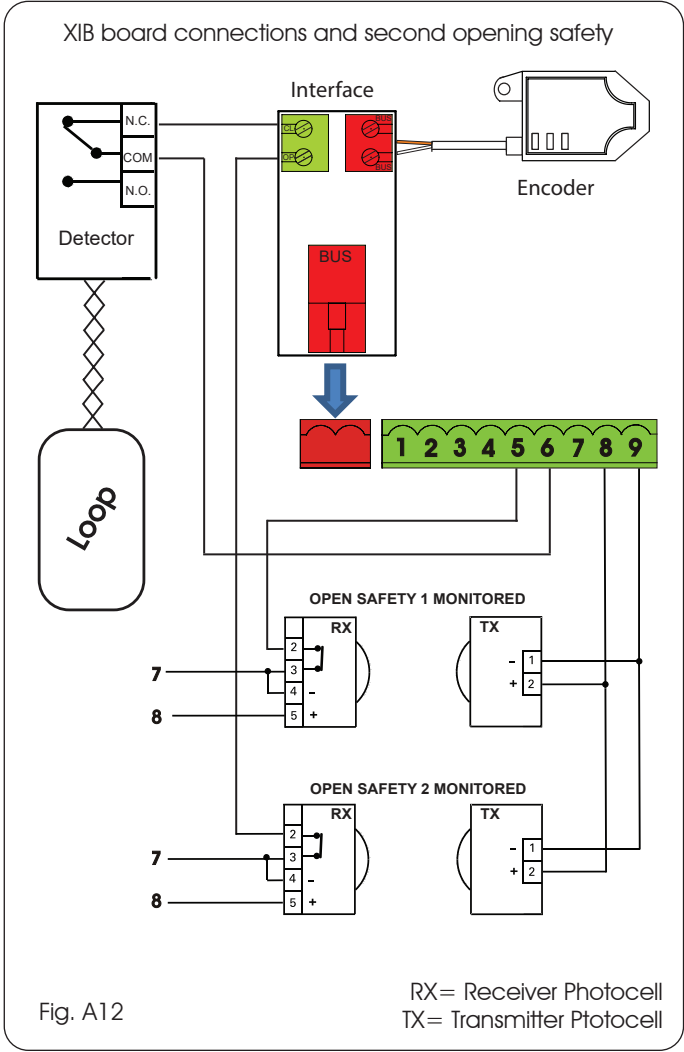 XIB board connections and second opening safety
Interface
N.C.
COM
N.O.
Detector
CL
OP
BUS
BUS
Encoder
BUS
1 2 3 4 5 6 7 8 9
Loop
OPEN SAFETY 1 MONITORED
RX
2
3
4 -
5 +
7
8
TX
- 1
+ 2
OPEN SAFETY 2 MONITORED
RX
2
3
4 -
5 +
7
8
TX
- 1
+ 2
Fig. A12
RX= Receiver Photocell
TX= Transmitter Ptotocell